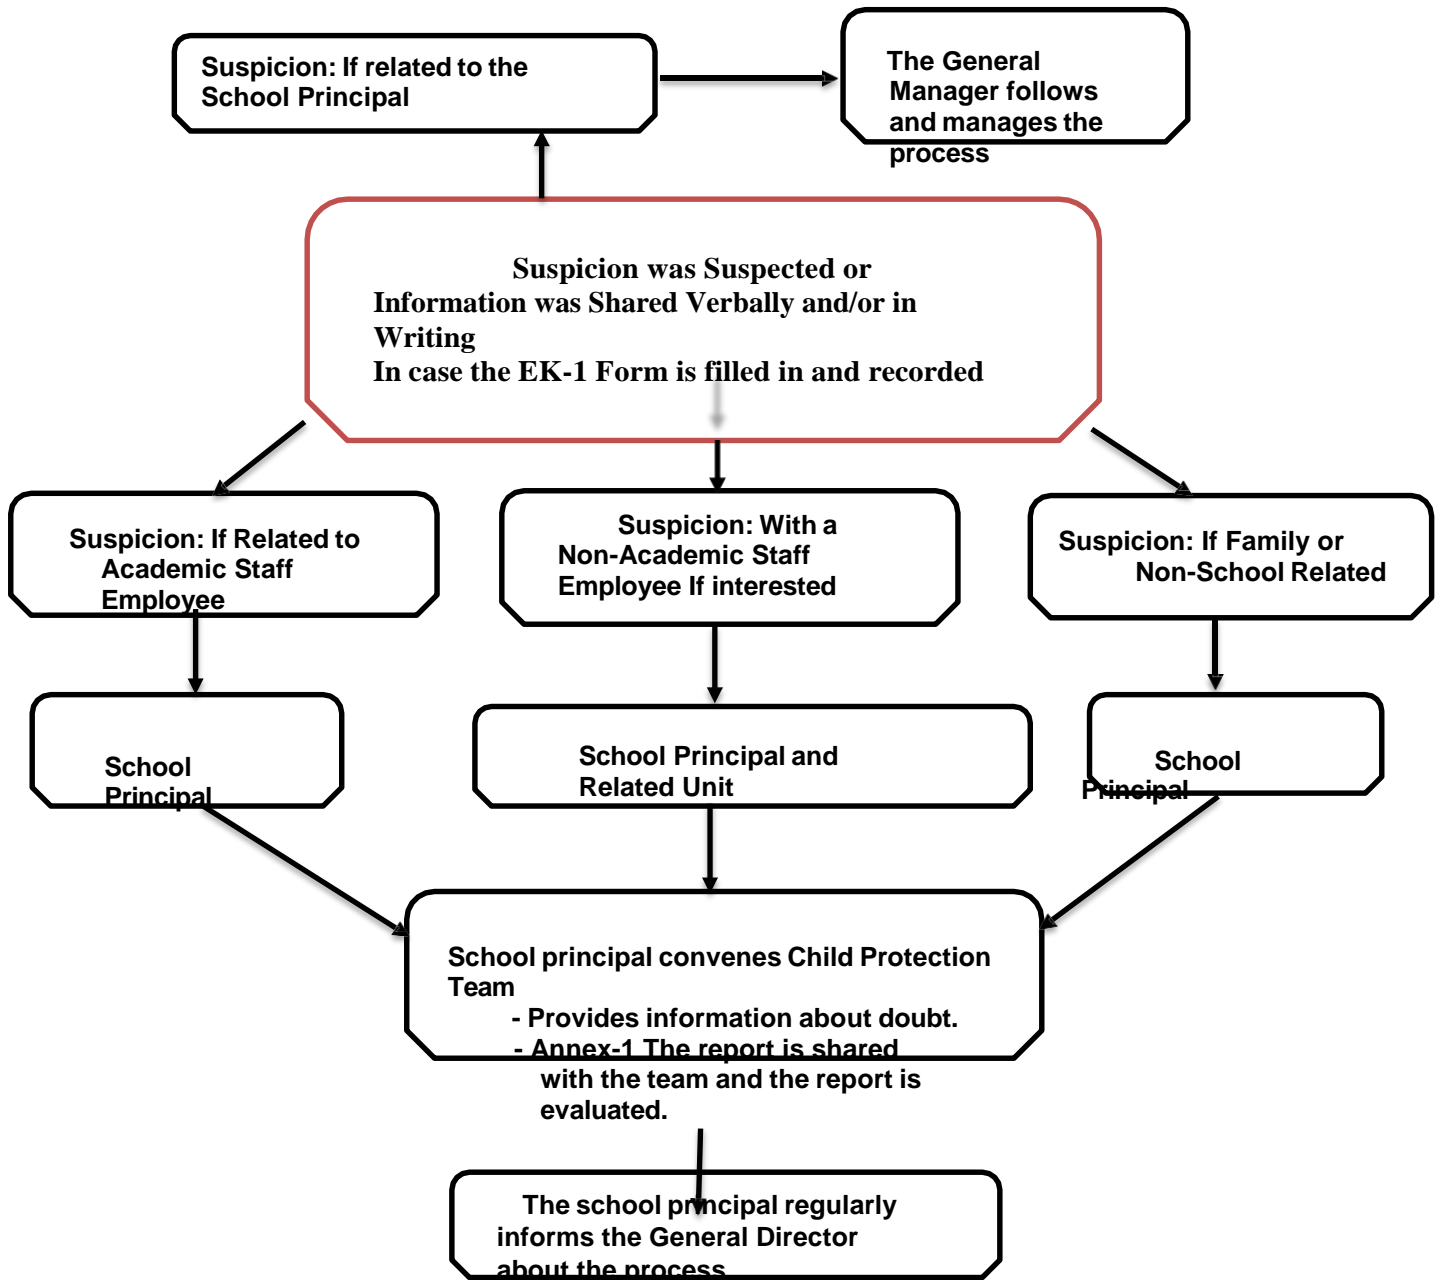 Suspicion: If related to the
School Principal
The General
Manager follows
and manages the
process
Suspicion was Suspected or
Information was Shared Verbally and/or in
Writing
In case the EK-1 Form is filled in and recorded
Suspicion: If Related to
Academic Staff
Employee
Suspicion: With a
Non-Academic Staff
Employee If interested
Suspicion: If Family or
Non-School Related
School
Principal
School Principal and
Related Unit
School
Principal
School principal convenes Child Protection
Team
- Provides information about doubt.
- Annex-1 The report is shared
with the team and the report is
evaluated.
The school principal regularly
informs the General Director
about the process